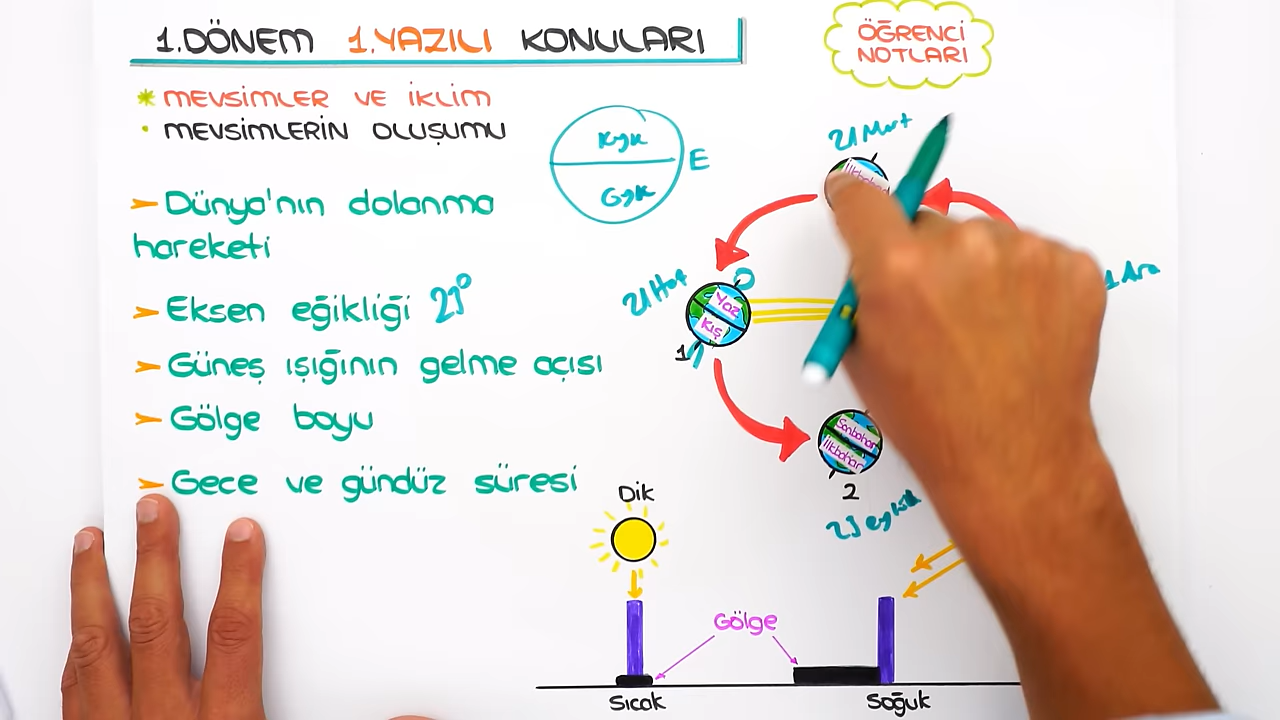 1.DÖNEM 1.YAZILI KONULARI
ÖĞRENCİ
NOTLARI
* MEVSİMLER VE İKLİM
• MEVSİMLERİN OLUŞUMU
KYK
GYK
E
21 Mart
➤ Dünya'nın dolanma
hareketi
➤ Eksen eğikliği 23°
➤ Güneş ışığının gelme açısı
➤ Gölge boyu
➤ Gece ve gündüz süresi
21 Haz
Yaz
Kış
1
Sonbahar
İlkbahar
2
23 eylül
Dik
Gölge
Sıcak
Soğuk